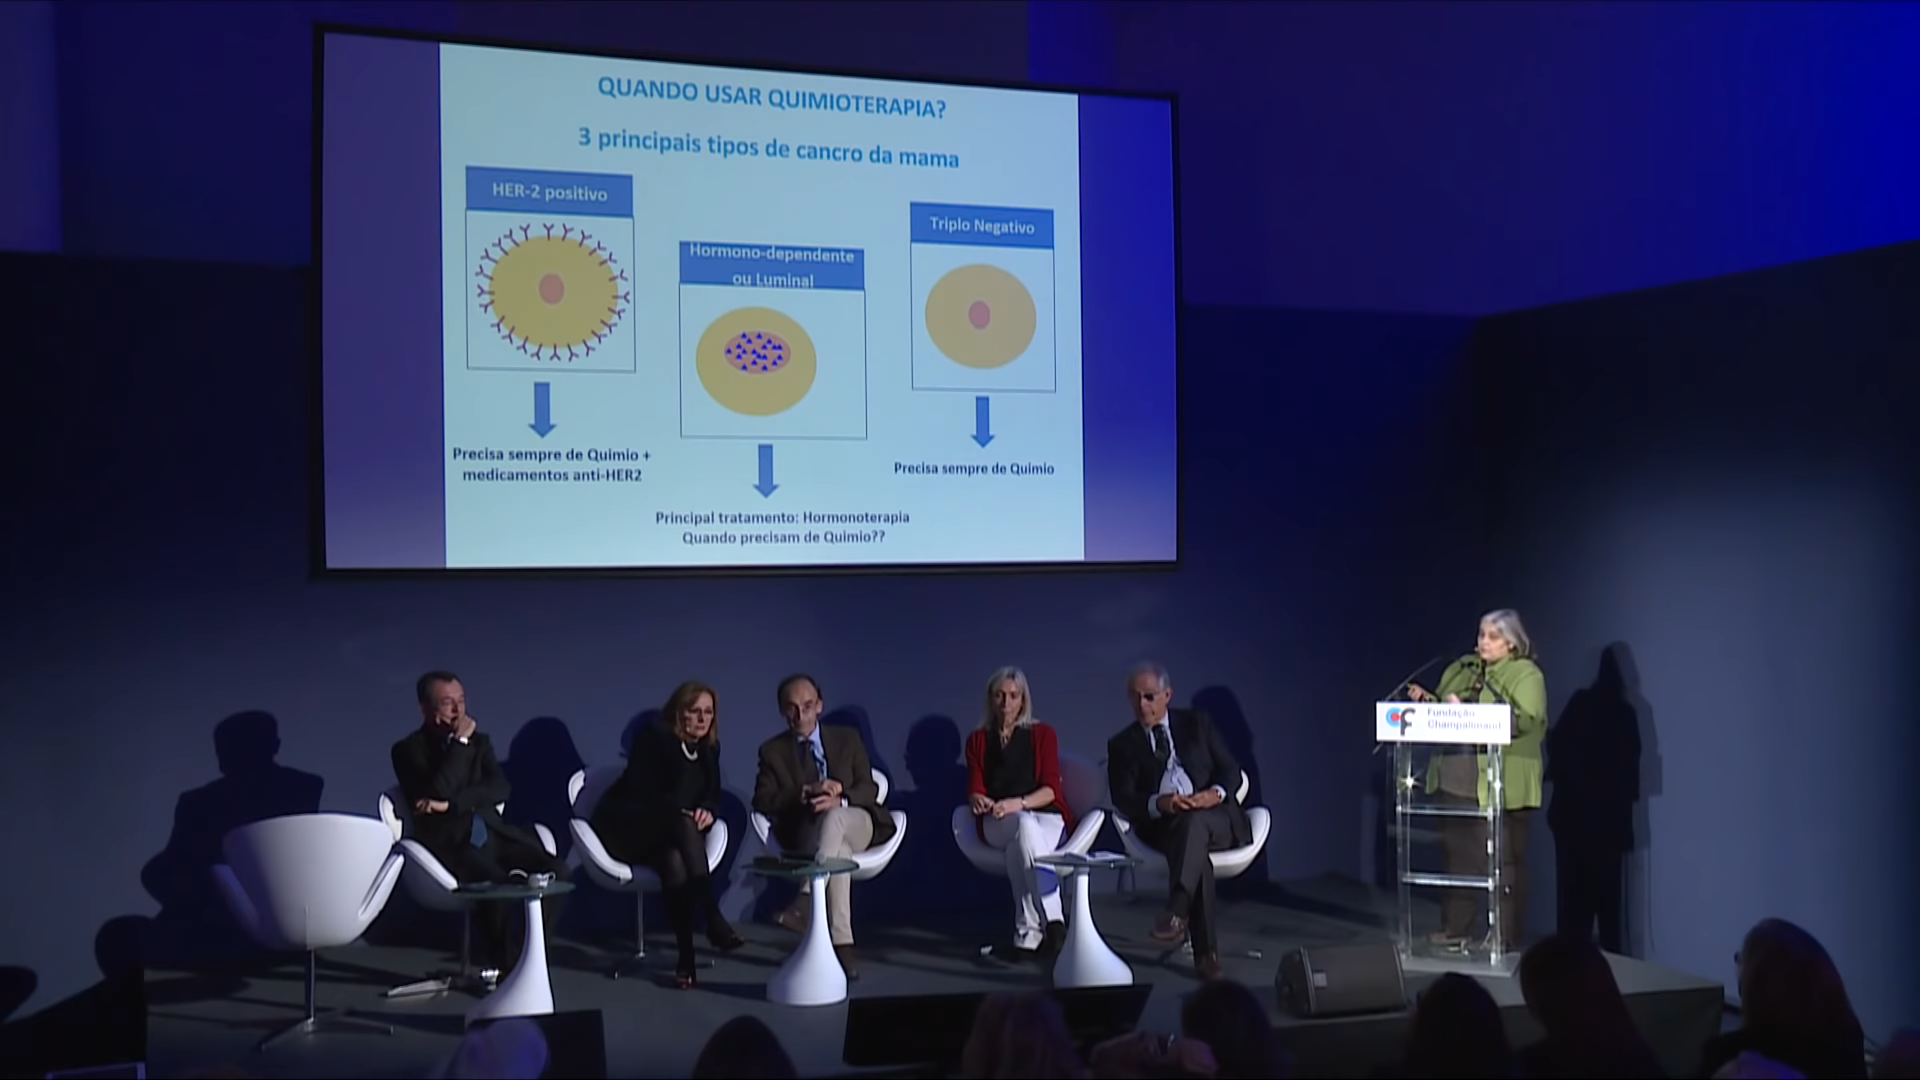 QUANDO USAR QUIMIOTERAPIA?
3 principais tipos de cancro da mama
HER-2 positivo
Hormono-dependente
ou Luminal
Triplo Negativo
Precisa sempre de Quimio +
medicamentos anti-HER2
Principal tratamento: Hormonoterapia
Quando precisam de Quimio??
Precisa sempre de Quimio
CF
Fundação
Champalimaud